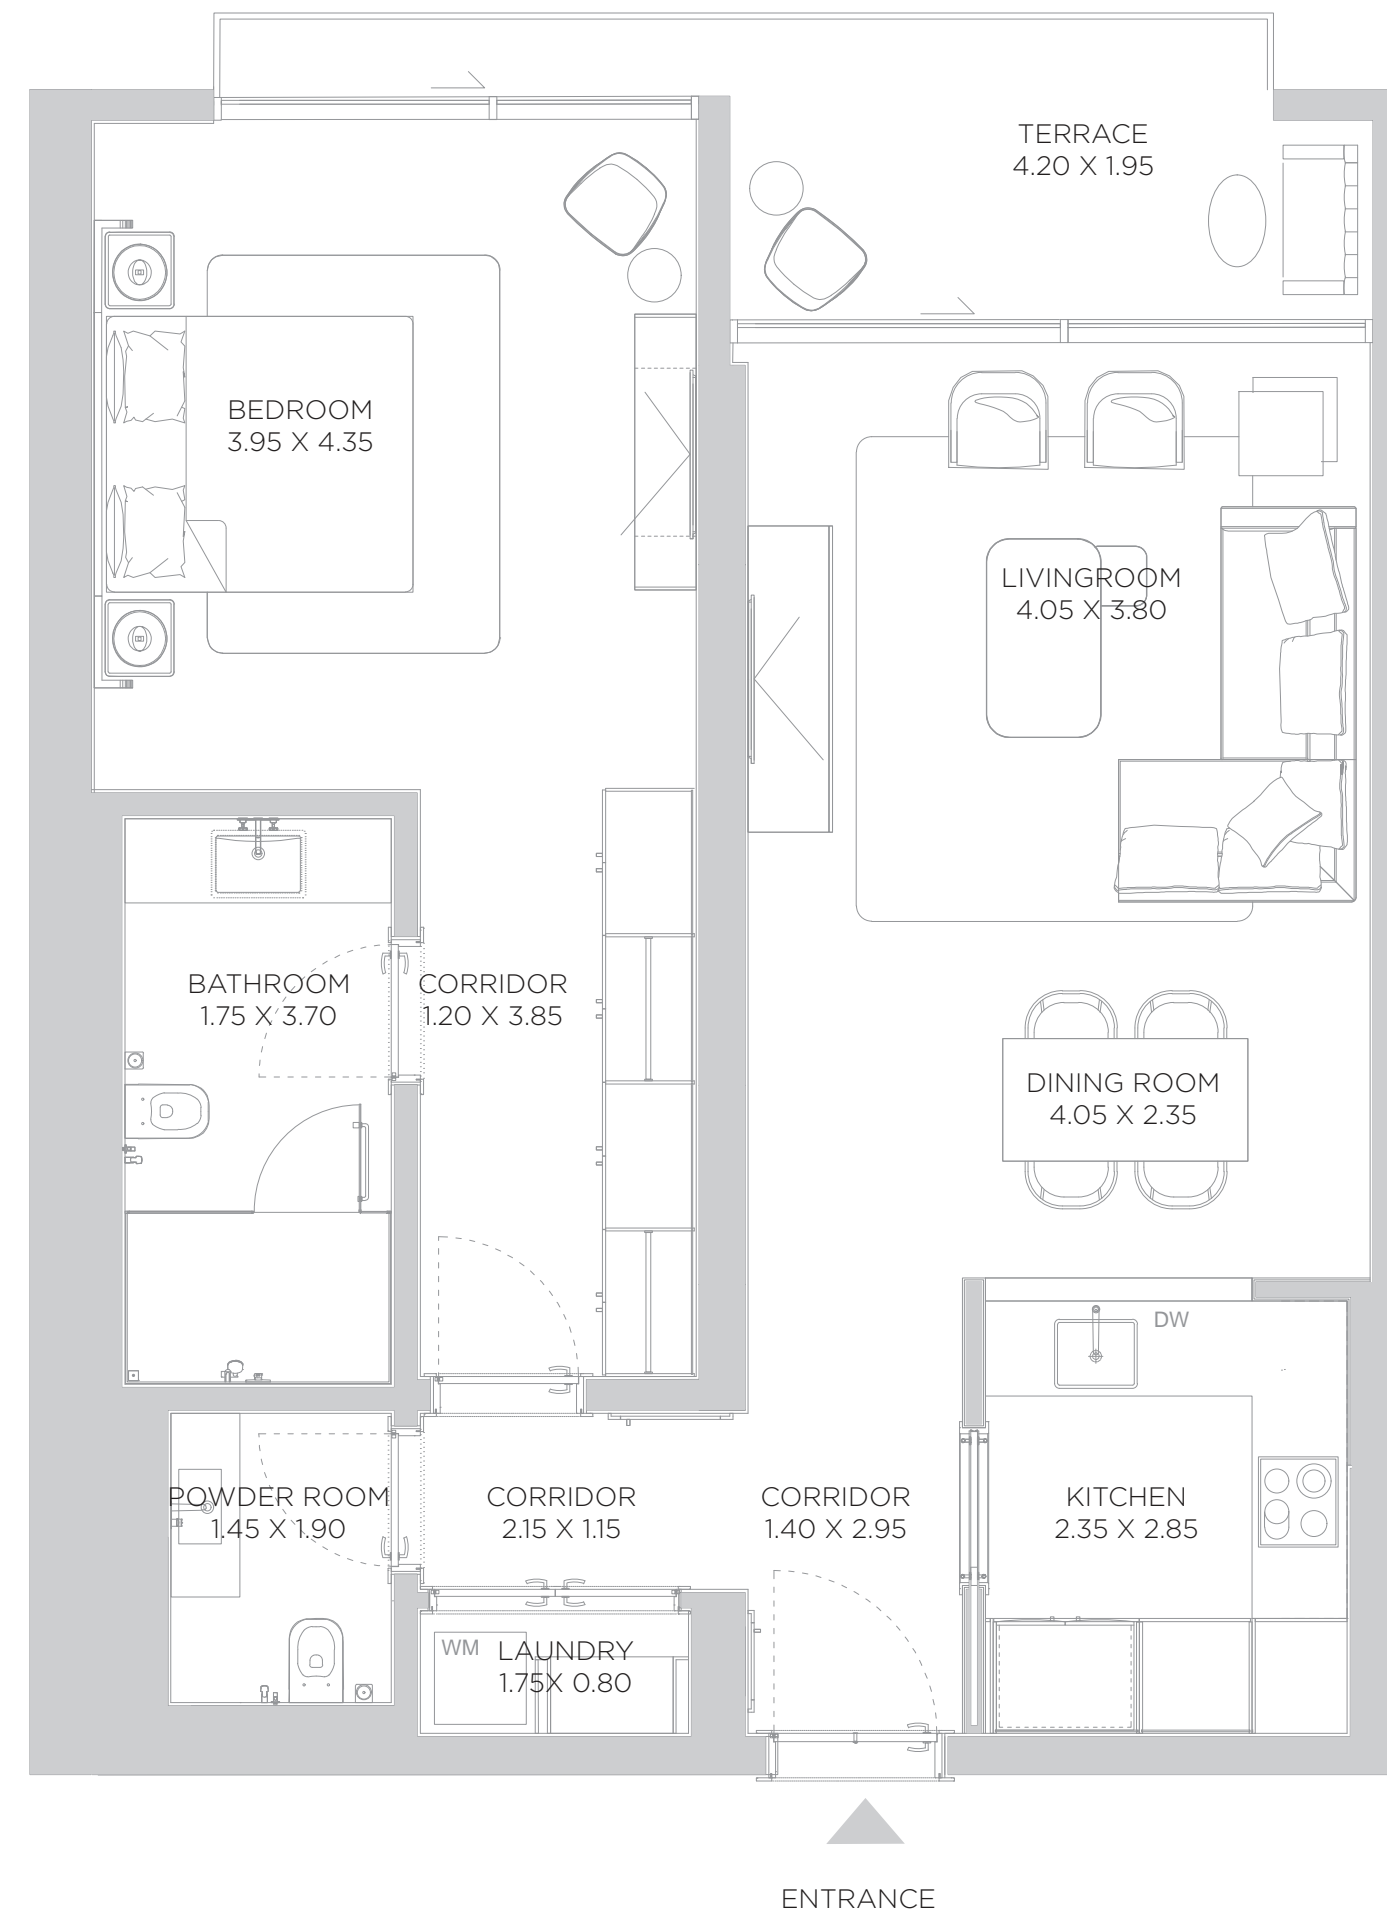 TERRACE
4.20 X 1.95
BEDROOM
3.95 X 4.35
LIVINGROOM
4.05 X 3.80
BATHROOM
1.75 X 3.70
CORRIDOR
1.20 X 3.85
DINING ROOM
4.05 X 2.35
DW
POWDER ROOM
1.45 X 1.90
CORRIDOR
2.15 X 1.15
CORRIDOR
1.40 X 2.95
KITCHEN
2.35 X 2.85
WM
LAUNDRY
1.75X 0.80
ENTRANCE